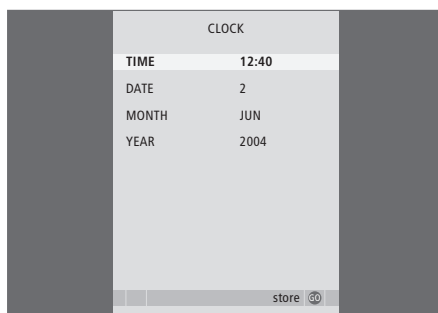 CLOCK
TIME 12:40
DATE 2
MONTH JUN
YEAR 2004
store GO